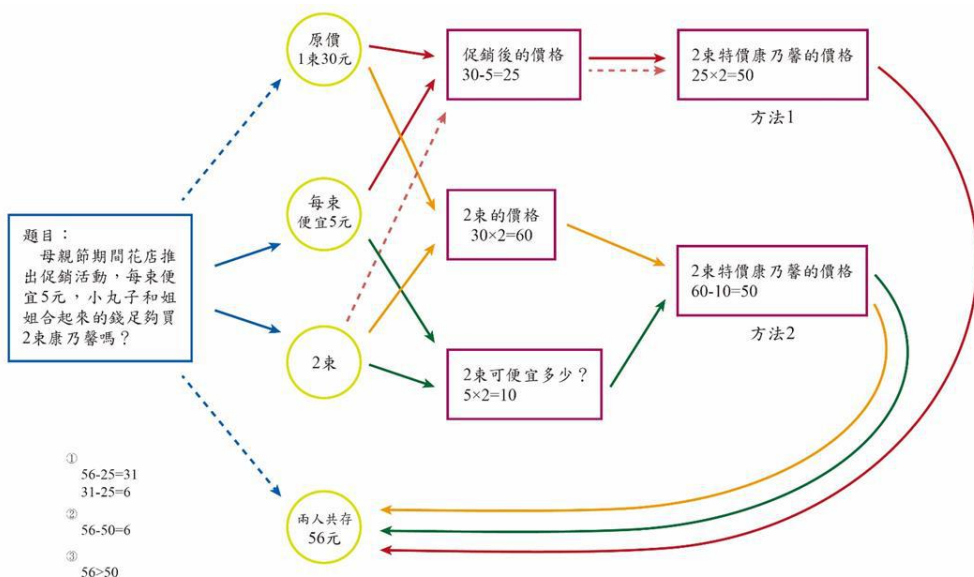 題目：
母親節期間花店推
出促銷活動，每束便
宜5元，小丸子和姐
姐合起來的錢足夠買
2束康乃馨嗎？
原價
1束30元
每束
便宜5元
2束
兩人共存
56元
促銷後的價格
30-5=25
2束特價康乃馨的價格
25×2=50
方法1
2束的價格
30×2=60
2束可便宜多少？
5×2=10
2束特價康乃馨的價格
60-10=50
方法2
①
56-25=31
31-25=6
②
56-50=6
③
56>50